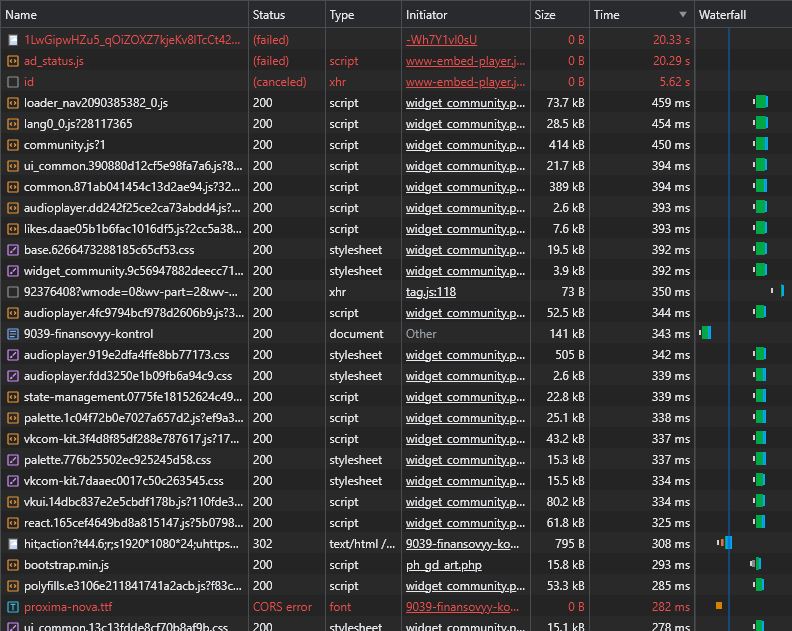 Name Status Type Initiator Size Time Waterfall
1LwGipwHZu5_qOiZOXZ7kjeKv8lTcCt42... (failed) -Wh7Y1vl0sU 0 B 20.33 s
ad_status.js (failed) script www-embed-player.j... 0 B 20.29 s
id (canceled) xhr www-embed-player.j... 0 B 5.62 s
loader_nav2090385382_0.js 200 script widget_community.p... 73.7 kB 459 ms
lang0_0.js?28117365 200 script widget_community.p... 28.5 kB 454 ms
community.js?1 200 script widget_community.p... 414 kB 450 ms
ui_common.390880d12cf5e98fa7a6.js?8... 200 script widget_community.p... 21.7 kB 394 ms
common.871ab041454c13d2ae94.js?32... 200 script widget_community.p... 389 kB 394 ms
audioplayer.dd242f25ce2ca73abdd4.js?... 200 script widget_community.p... 2.6 kB 393 ms
likes.daae05b1b6fac1016df5.js?2cc5a38... 200 script widget_community.p... 7.6 kB 393 ms
base.6266473288185c65cf53.css 200 stylesheet widget_community.p... 19.5 kB 392 ms
widget_community.9c56947882deecc71... 200 stylesheet widget_community.p... 3.9 kB 392 ms
92376408?wmode=0&wv-part=2&wv-... 200 xhr tag.js:118 73 B 350 ms
audioplayer.4fc9794bcf978d2606b9.js?3... 200 script widget_community.p... 52.5 kB 344 ms
9039-finansovyy-kontrol 200 document Other 141 kB 343 ms
audioplayer.919e2dfa4ffe8bb77173.css 200 stylesheet widget_community.p... 505 B 342 ms
audioplayer.fdd3250e1b09fb6a94c9.css 200 stylesheet widget_community.p... 2.6 kB 339 ms
state-management.0775fe18152624c49... 200 script widget_community.p... 22.8 kB 339 ms
palette.1c04f72b0e7027a657d2.js?ef9a3... 200 script widget_community.p... 25.1 kB 338 ms
vkcom-kit.3f4d8f85df288e787617.js?17... 200 script widget_community.p... 43.2 kB 337 ms
palette.776b25502ec925245d58.css 200 stylesheet widget_community.p... 15.3 kB 337 ms
vkcom-kit.7daaec0017c50c263545.css 200 stylesheet widget_community.p... 15.5 kB 334 ms
vkui.14dbc837e2e5cbdf178b.js?110fde3... 200 script widget_community.p... 80.2 kB 334 ms
react.165cef4649bd8a815147.js?5b0798... 200 script widget_community.p... 61.8 kB 325 ms
hit;action?t44.6;r;s1920*1080*24;uhttps... 302 text/html /... 9039-finansovyy-ko... 795 B 308 ms
bootstrap.min.js 200 script ph_gd_art.php 15.8 kB 293 ms
polyfills.e3106e211841741a2acb.js?f83c... 200 script widget_community.p... 53.3 kB 285 ms
proxima-nova.ttf CORS error font 9039-finansovyy-ko... 0 B 282 ms
ui_common.13c13fdde8cf70b8af9b.css 200 stylesheet widget_community.p... 15.1 kB 278 ms